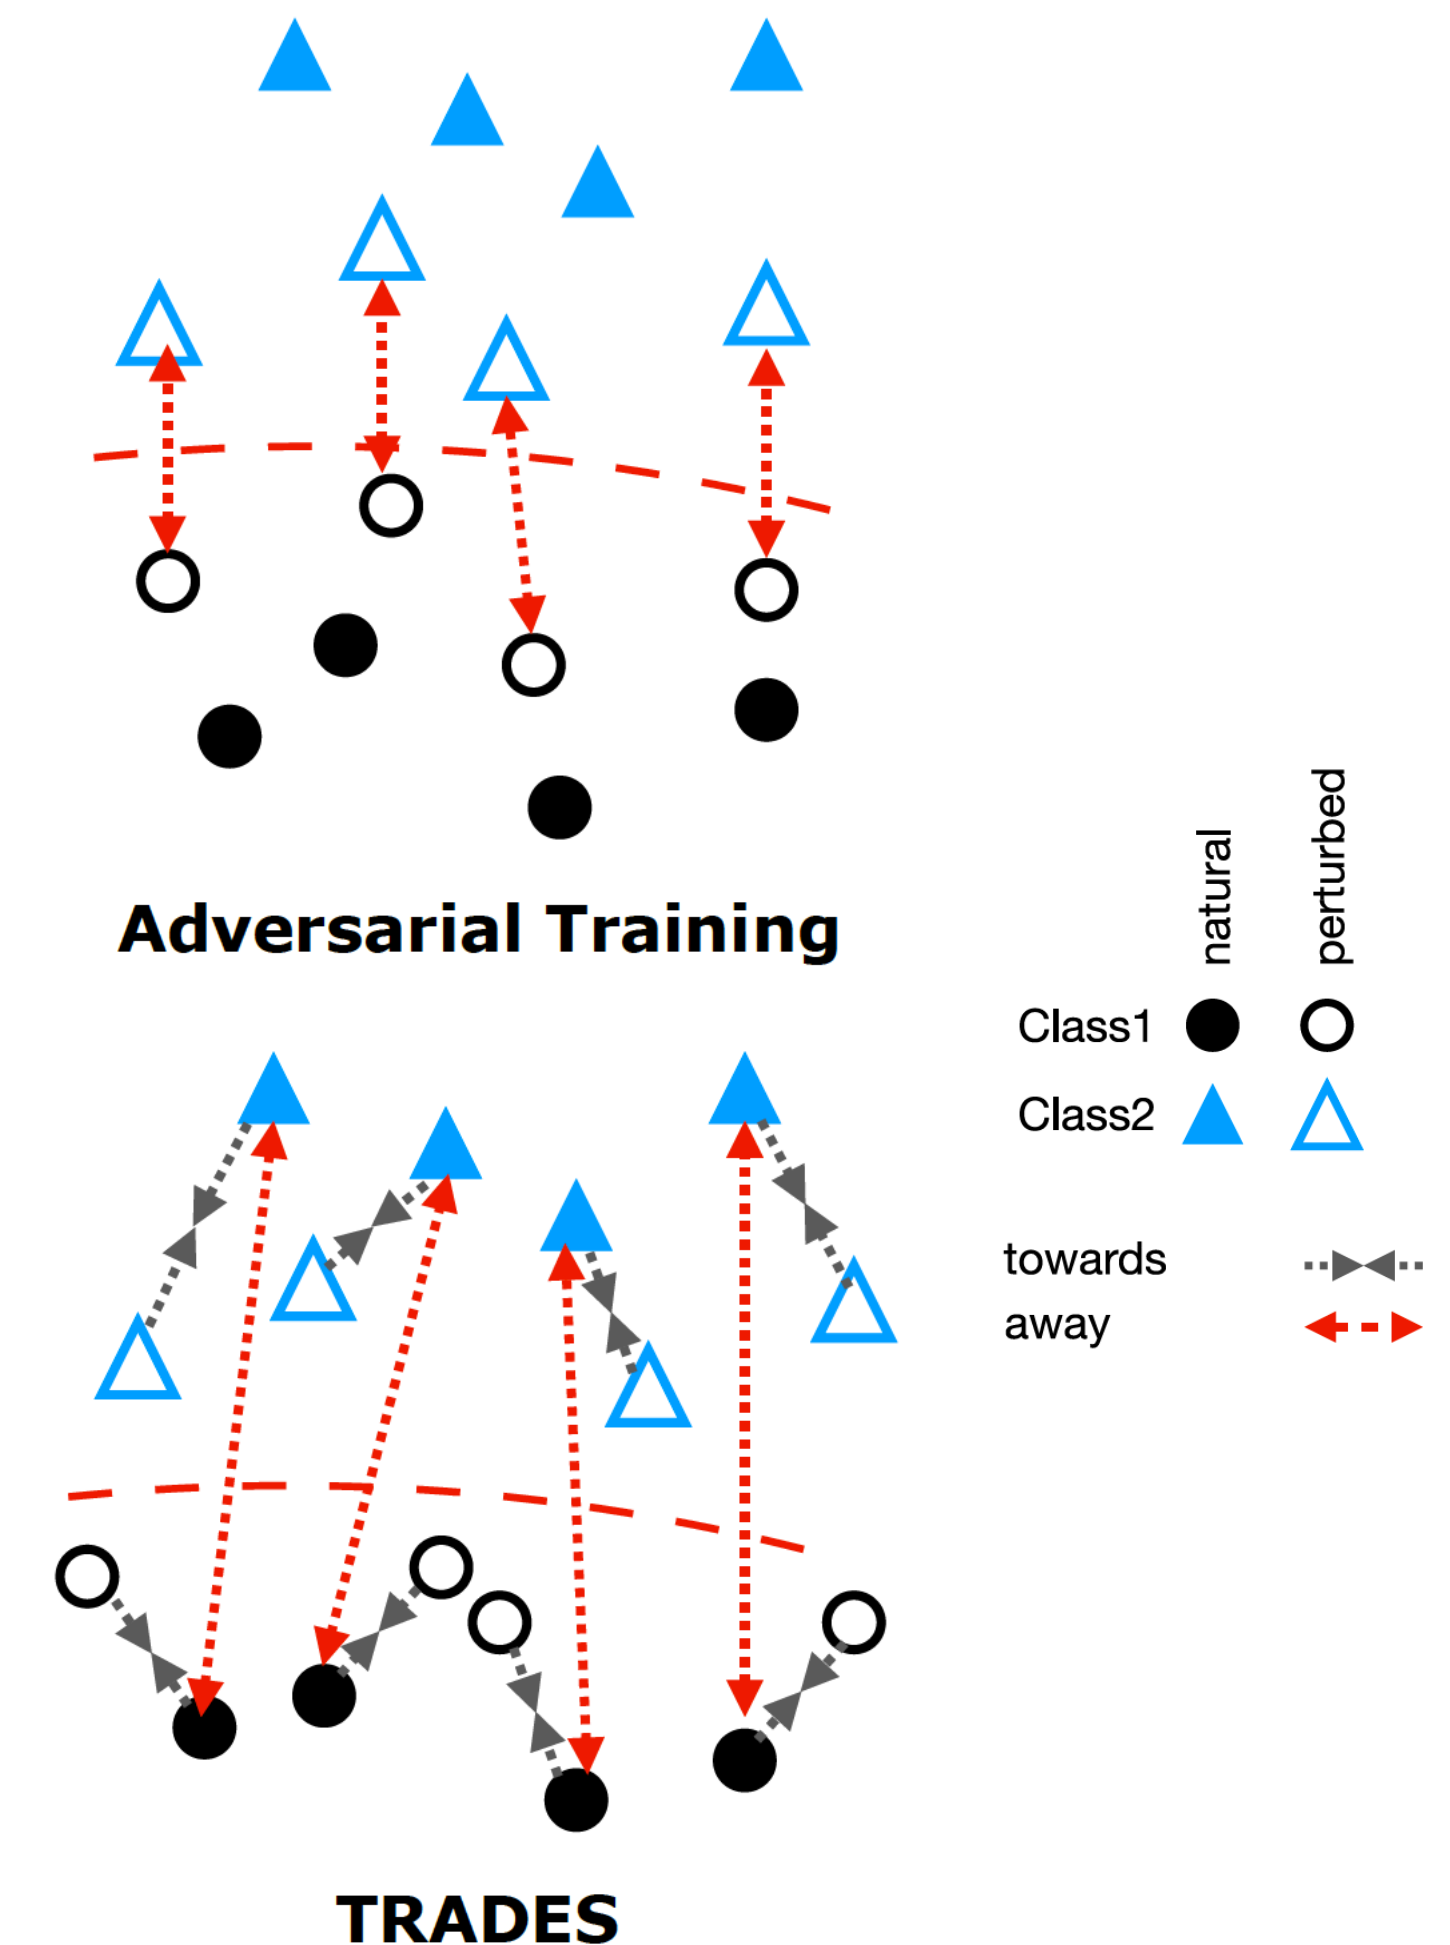 Adversarial Training
natural
perturbed
Class1
Class2
towards
away
TRADES